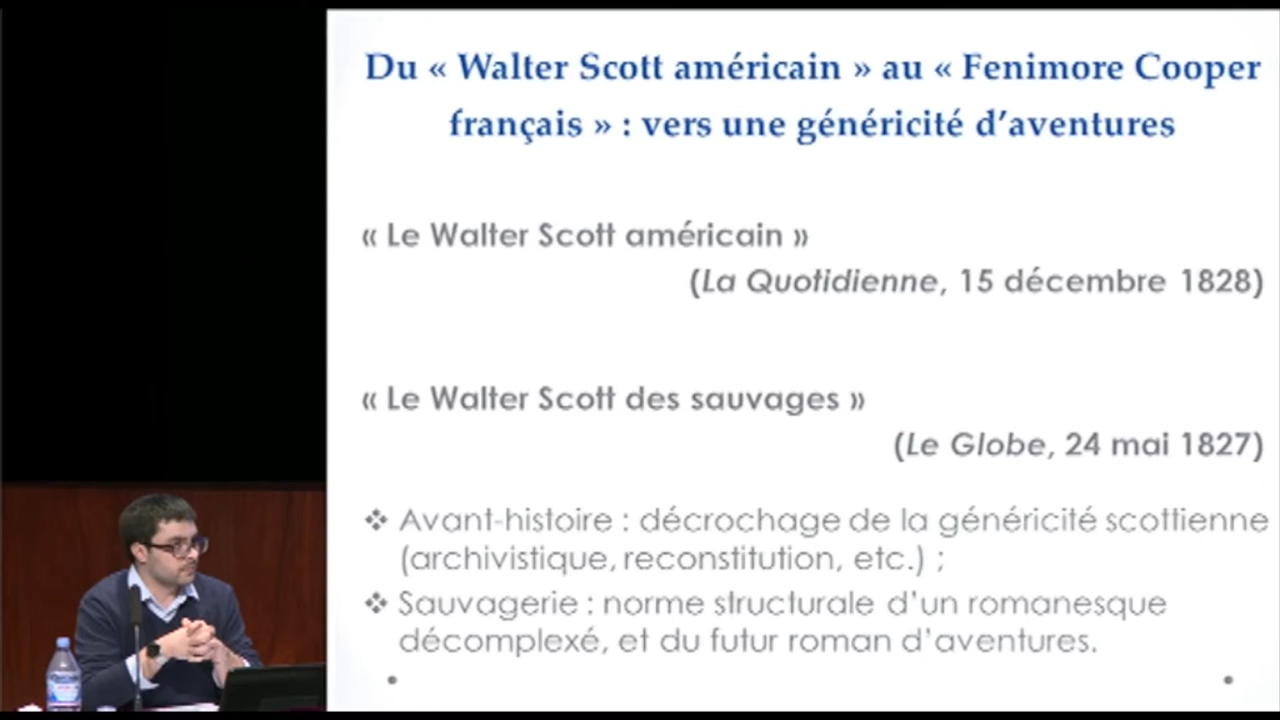 Du « Walter Scott américain » au « Fenimore Cooper
français » : vers une généricité d’aventures
« Le Walter Scott américain »
(La Quotidienne, 15 décembre 1828)
« Le Walter Scott des sauvages »
(Le Globe, 24 mai 1827)
❖ Avant-histoire : décrochage de la généricité scottienne
(archivistique, reconstitution, etc.) ;
❖ Sauvagerie : norme structurale d’un romanesque
décomplexé, et du futur roman d’aventures.